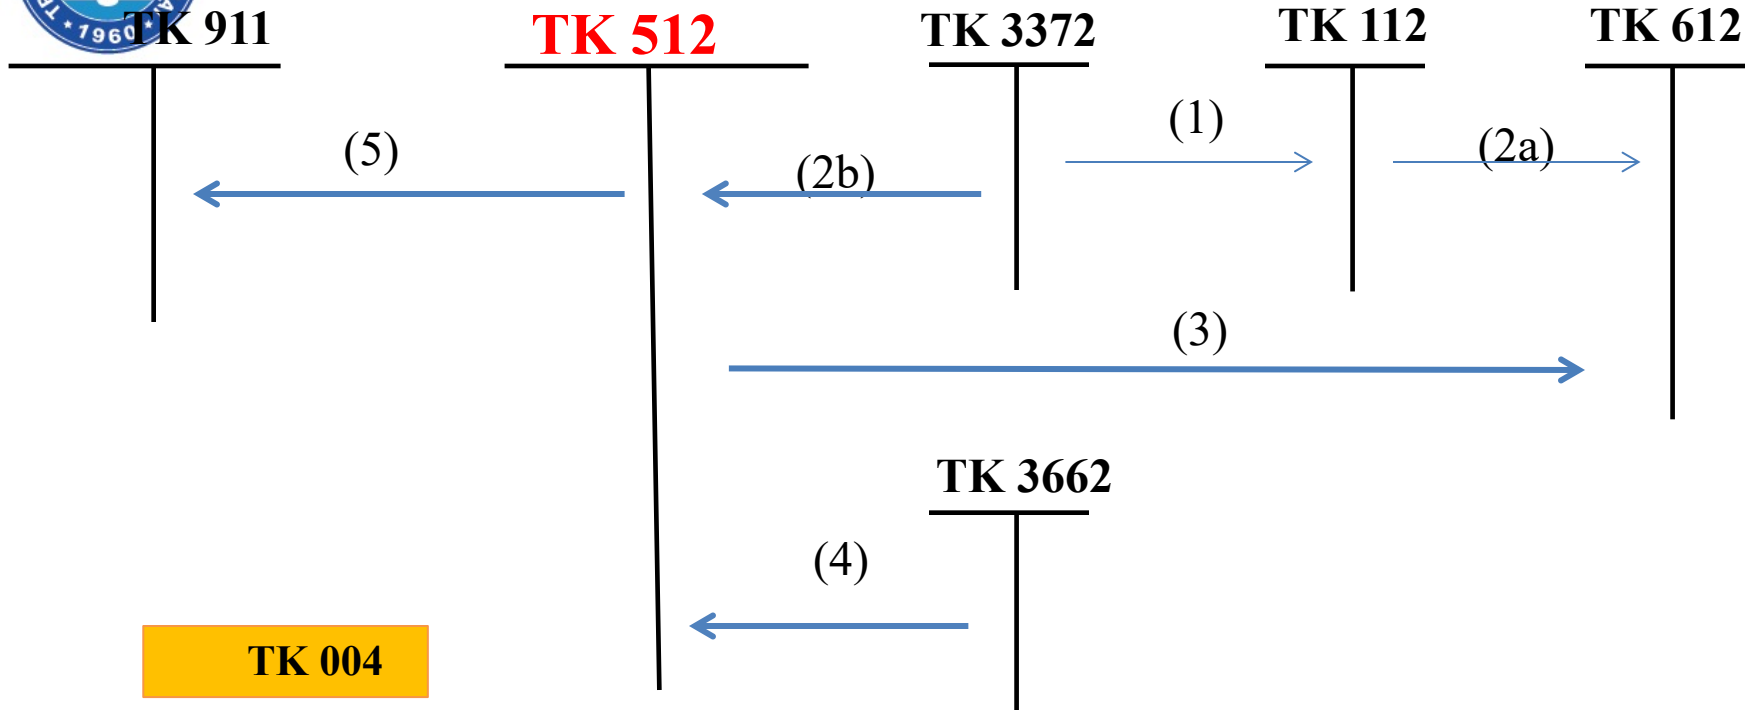 1960
TK 911
TK 512
TK 3372
TK 112
TK 612
(1)
(5)
(2b)
(2a)
(3)
TK 3662
(4)
TK 004